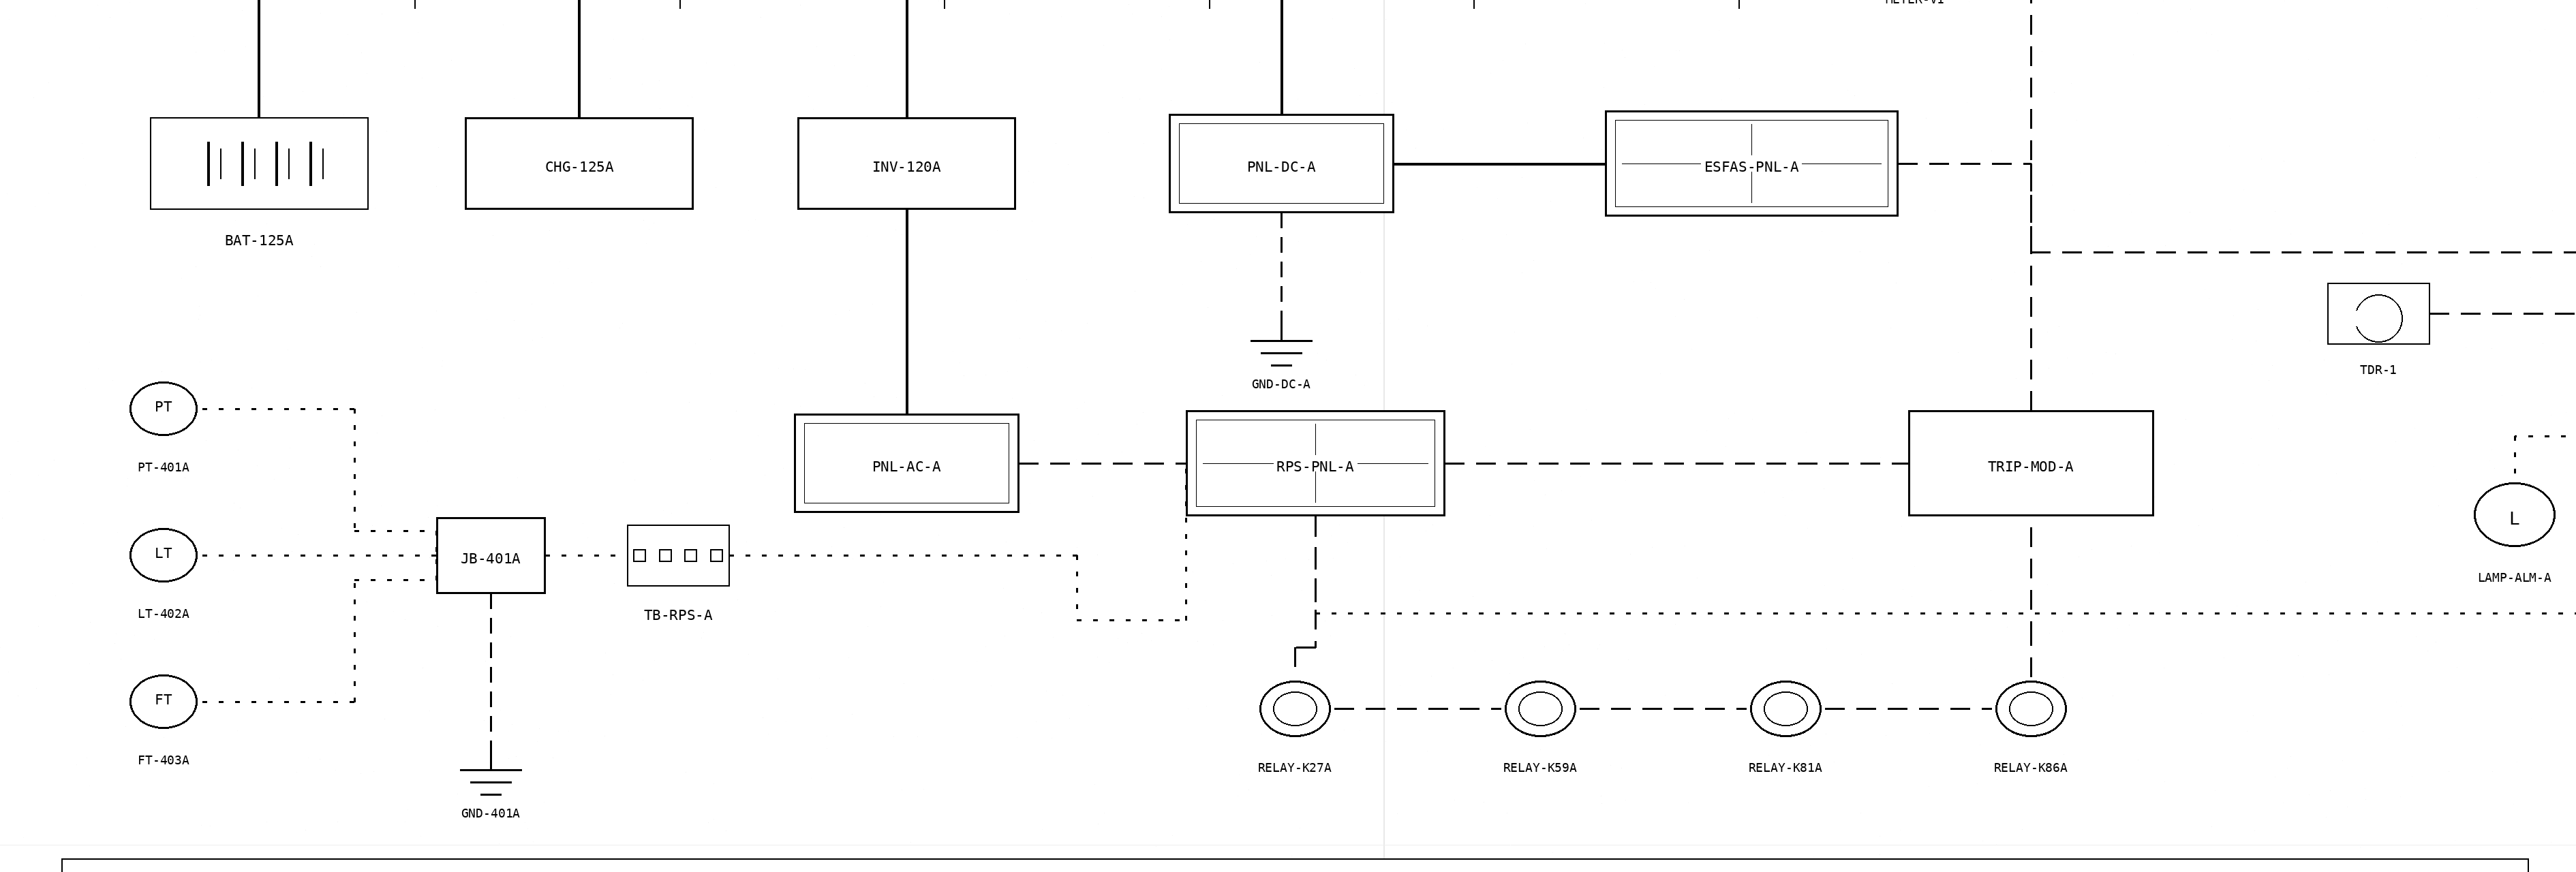 CHG-125A
INV-120A
PNL-DC-A
ESFAS-PNL-A
BAT-125A
TDR-1
GND-DC-A
PT
PT-401A
PNL-AC-A
RPS-PNL-A
TRIP-MOD-A
L
LT
JB-401A
LAMP-ALM-A
LT-402A
TB-RPS-A
FT
FT-403A
RELAY-K27A
RELAY-K59A
RELAY-K81A
RELAY-K86A
GND-401A